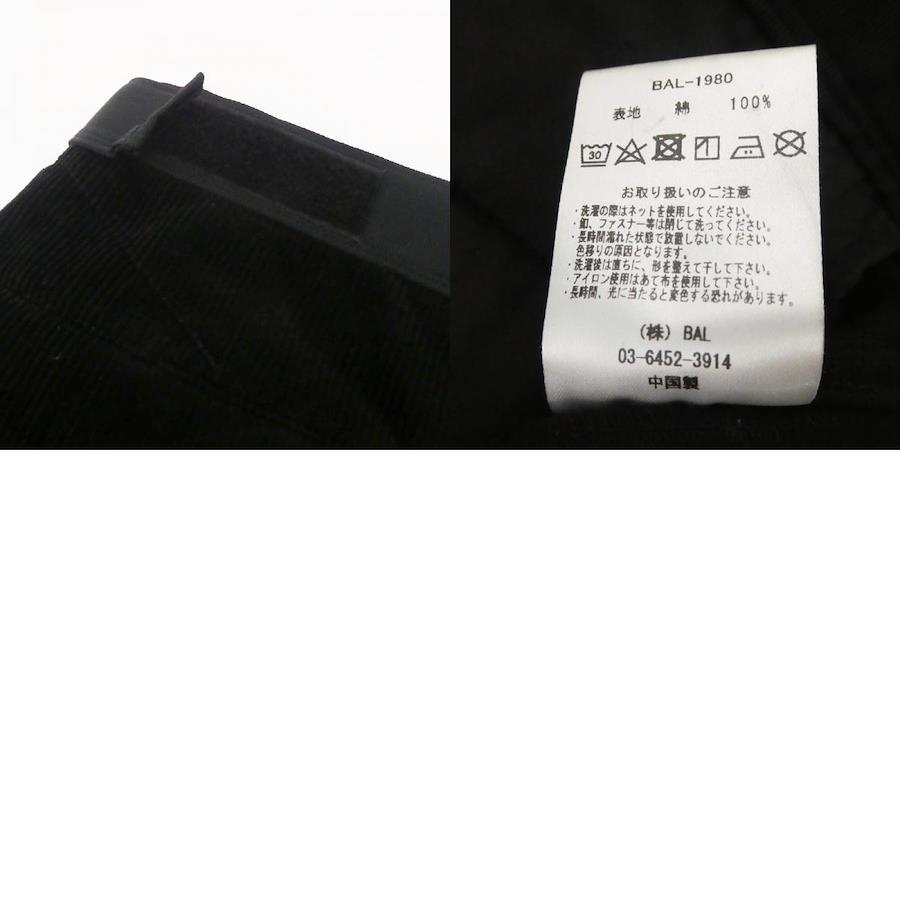 BAL-1980
表地 綿 100%
30
お取り扱いのご注意
・洗濯の際はネットを使用してください。
・釦、ファスナー等は閉じて洗ってください。
・長時間濡れた状態で放置しないでください。
色移りの原因となります。
・洗濯後は直ちに、形を整えて干して下さい。
・アイロン使用はあて布を使用して下さい。
・長時間、光に当たると変色する恐れがあります。
(株) BAL
03-6452-3914
中国製